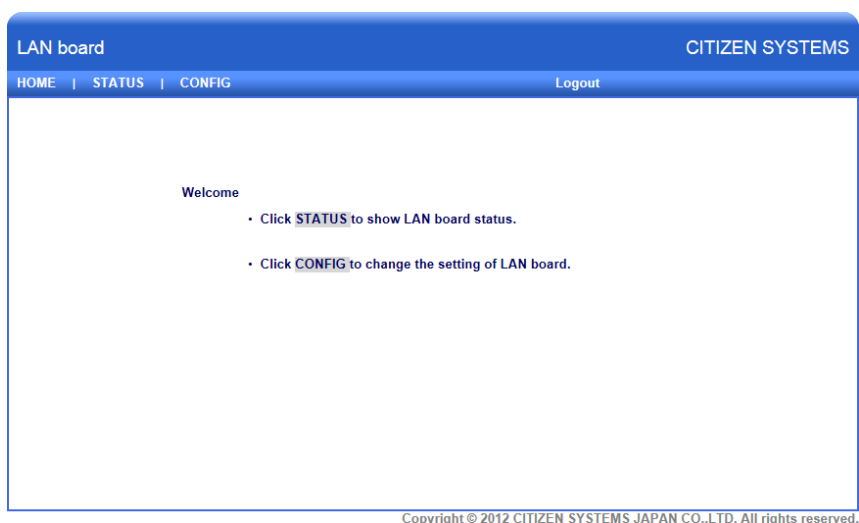 LAN board CITIZEN SYSTEMS
HOME | STATUS | CONFIG Logout
Welcome
• Click STATUS to show LAN board status.
• Click CONFIG to change the setting of LAN board.
Copyright © 2012 CITIZEN SYSTEMS JAPAN CO.,LTD. All rights reserved.